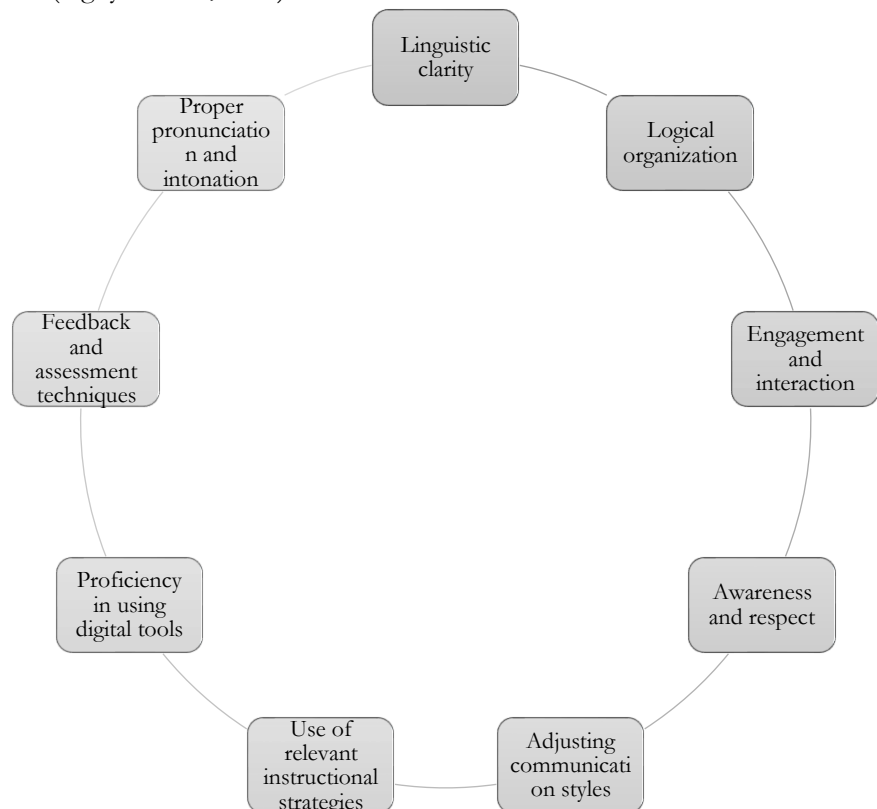 Linguistic
clarity
Logical
organization
Engagement
and
interaction
Awareness
and respect
Adjusting
communicati
on styles
Use of
relevant
instructional
strategies
Proficiency
in using
digital tools
Feedback
and
assessment
techniques
Proper
pronunciatio
n and
intonation